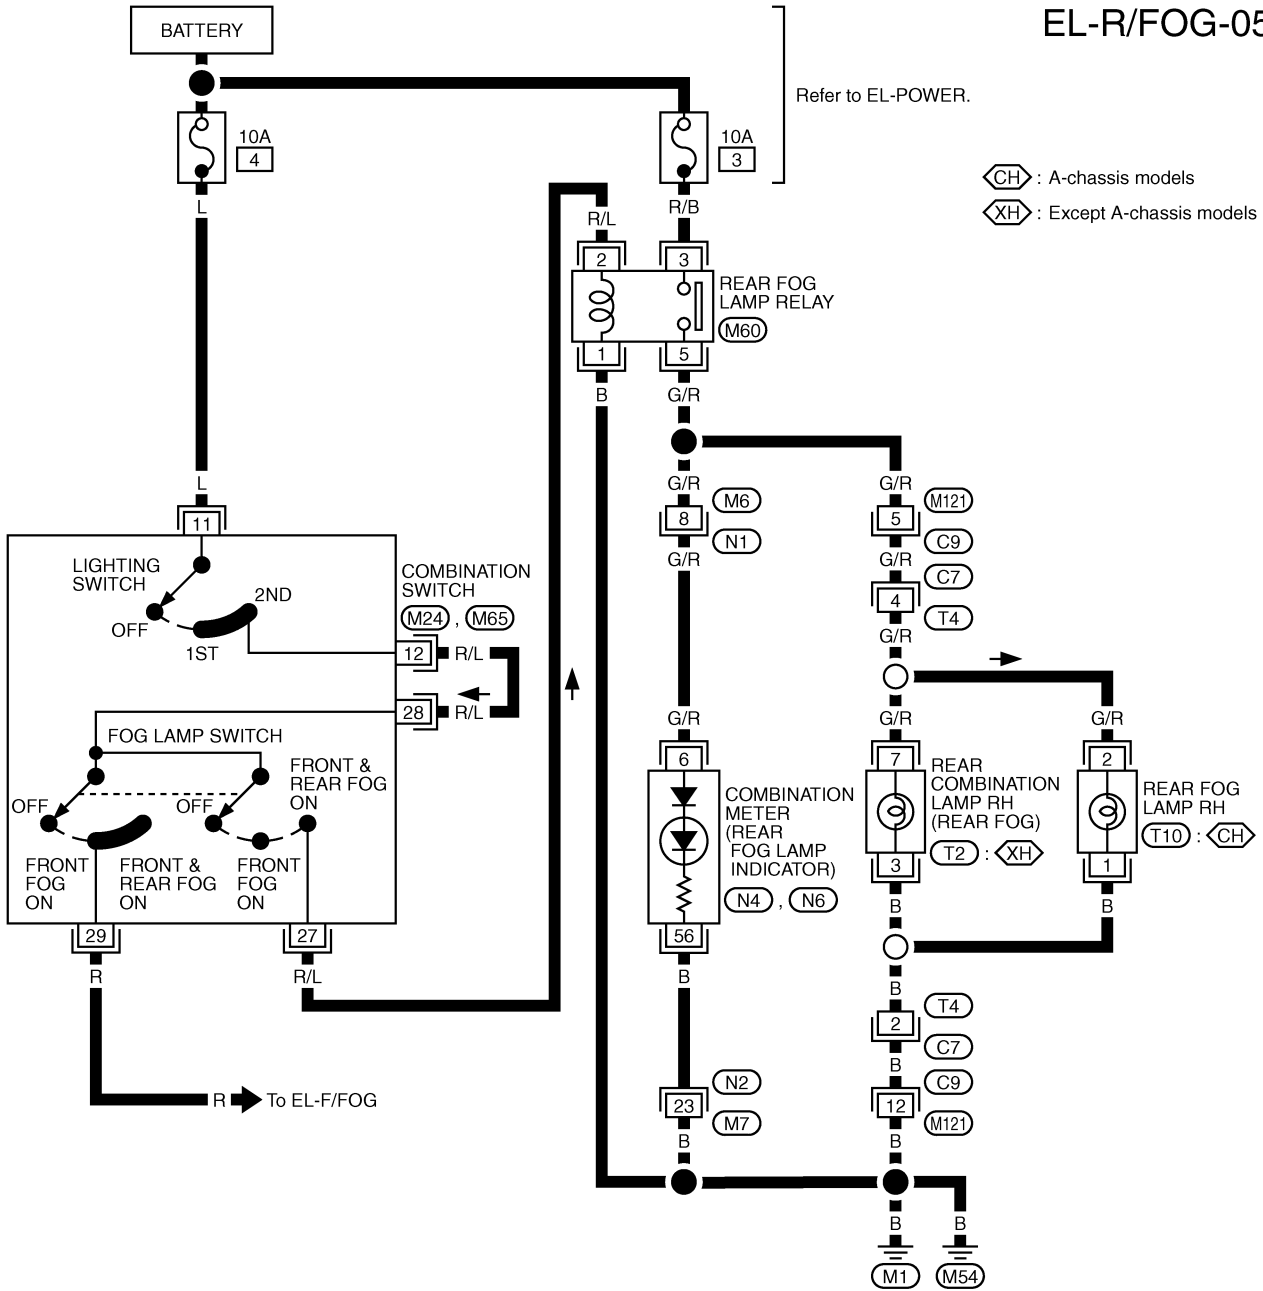 EL-R/FOG-05
BATTERY
Refer to EL-POWER.
10A
4
10A
3
CH : A-chassis models
XH : Except A-chassis models
L
R/L
R/B
2
3
REAR FOG
LAMP RELAY
M60
1
5
B
G/R
L
G/R
G/R
11
8
M6
N1
5
M121
C9
G/R
G/R
LIGHTING
SWITCH
OFF
1ST
2ND
COMBINATION
SWITCH
M24 , M65
12
R/L
28
R/L
4
C7
T4
G/R
FOG LAMP SWITCH
OFF
OFF
FRONT &
REAR FOG
ON
FRONT
FOG
ON
FRONT &
REAR FOG
ON
FRONT
FOG
ON
G/R
G/R
G/R
6
7
2
COMBINATION
METER
(REAR
FOG LAMP
INDICATOR)
N4 , N6
REAR
COMBINATION
LAMP RH
(REAR FOG)
T2 : XH
REAR FOG
LAMP RH
T10 : CH
3
1
B
B
29
27
56
R
R/L
B
B
2
T4
C7
B
R
To EL-F/FOG
23
N2
M7
12
C9
M121
B
B
B
B
M1
M54